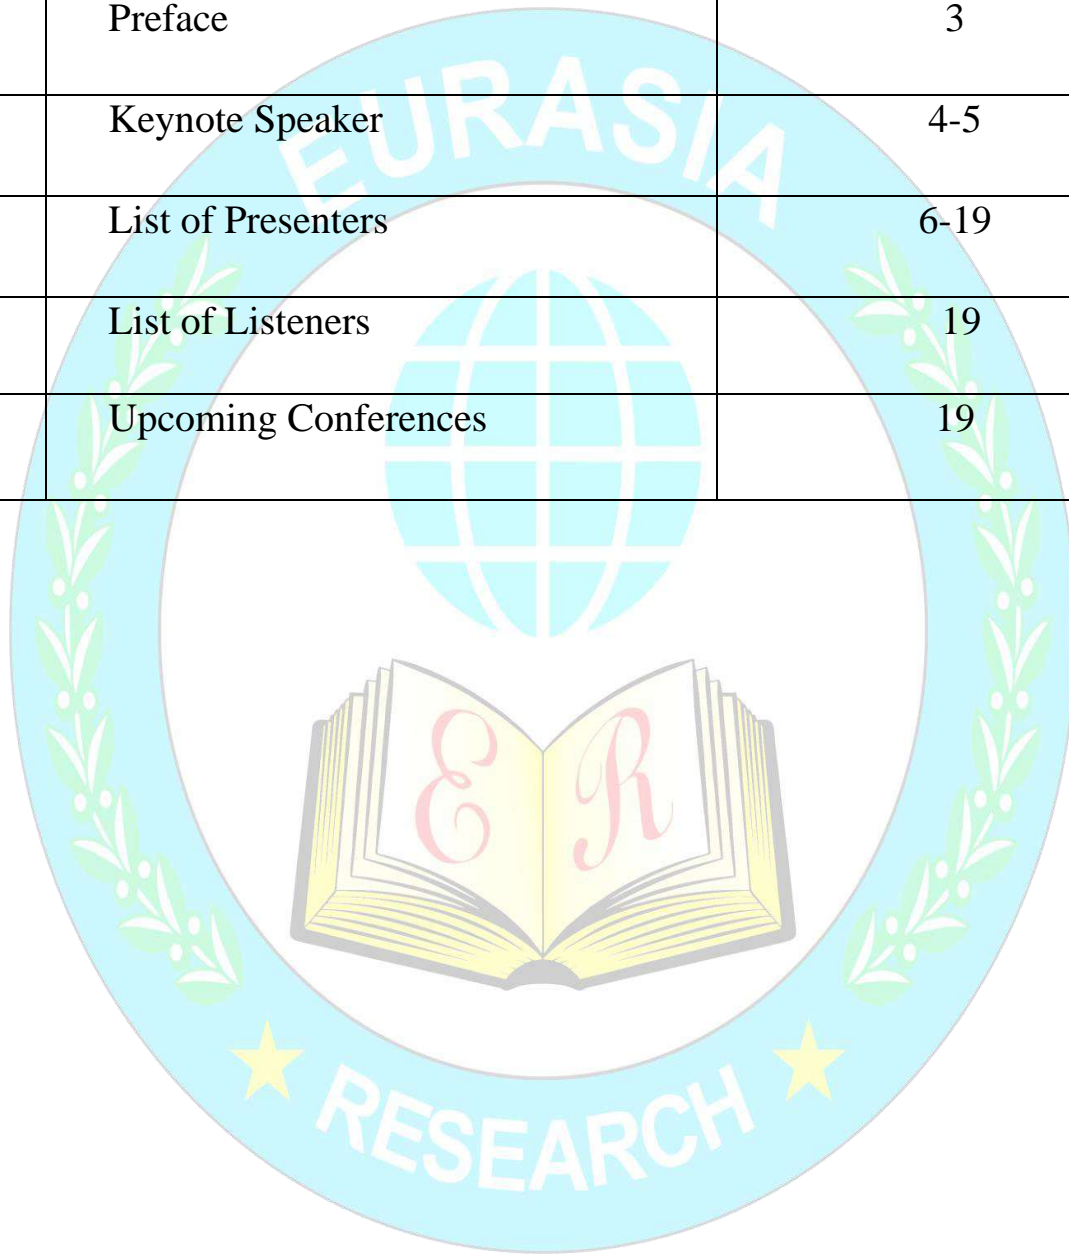 Preface 3
Keynote Speaker 4-5
List of Presenters 6-19
List of Listeners 19
Upcoming Conferences 19
EURASIA
E R
RESEARCH